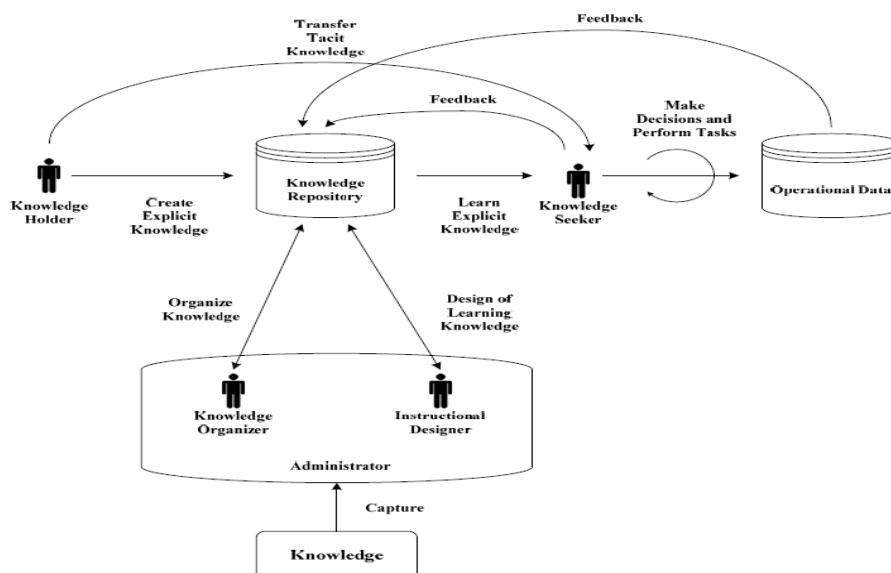 Transfer
Tacit
Knowledge
Feedback
Feedback
Make
Decisions and
Perform Tasks
Knowledge
Holder
Create
Explicit
Knowledge
Knowledge
Repository
Learn
Explicit
Knowledge
Knowledge
Seeker
Operational Data
Organize
Knowledge
Design of
Learning
Knowledge
Knowledge
Organizer
Instructional
Designer
Administrator
Capture
Knowledge